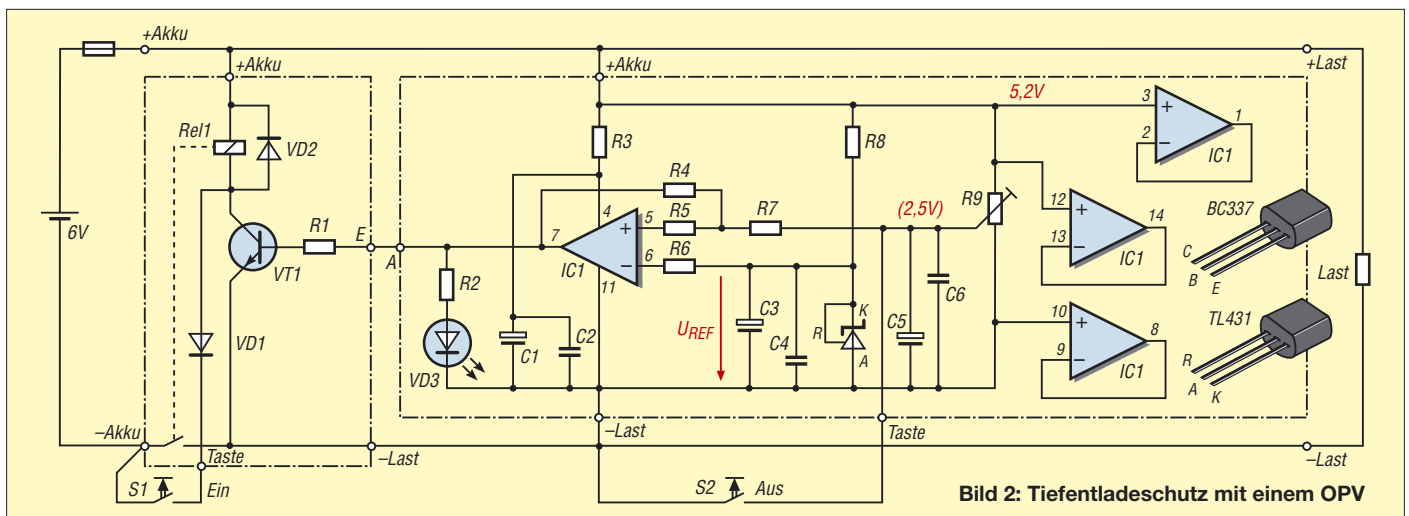 +Akku
+Akku
+Akku
+Last
Rel1
VD2
R3
R8
5,2V
3
+
1
2
−
IC1
6V
R1
E
A
VT1
R4
4
5
R5
R7
(2,5V)
R9
7
+
IC1
−
6
R6
11
12
+
14
13
−
IC1
BC337
C
B
E
Last
R2
C1
C2
UREF
C3
C4
K
R
A
C5
C6
10
+
8
9
−
IC1
TL431
R
A
K
VD1
VD3
–Akku
–Last
–Last
Taste
–Last
Taste
S1
Ein
S2
Aus
Bild 2: Tiefentladeschutz mit einem OPV